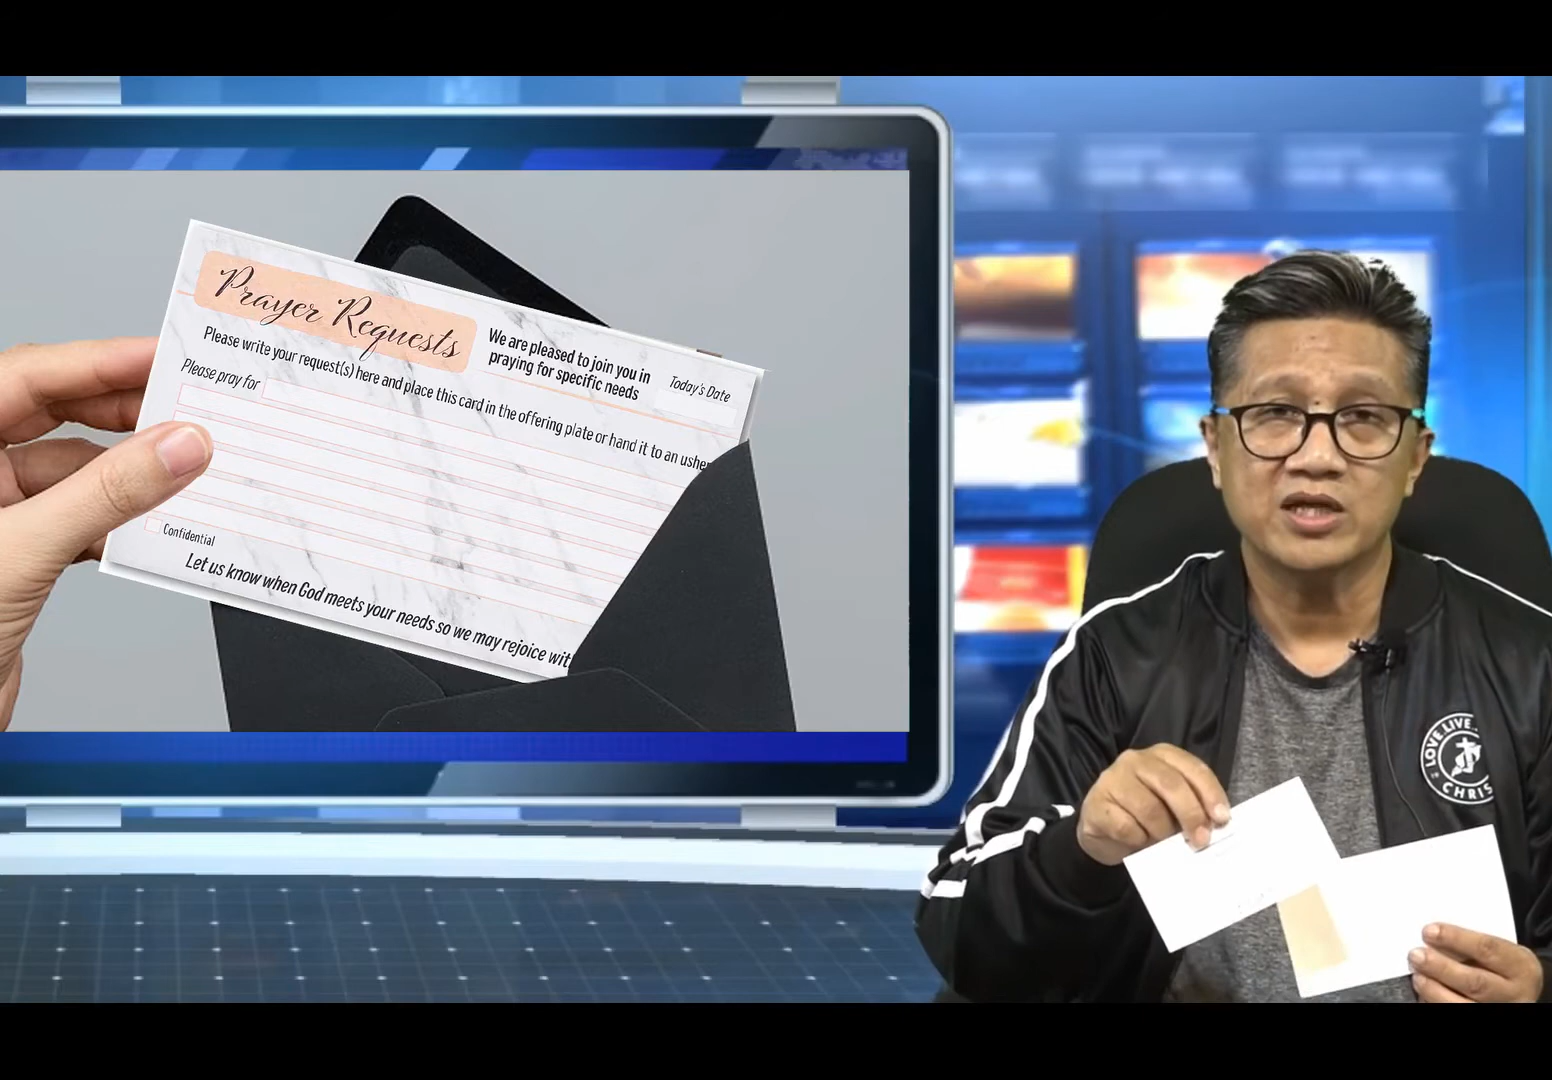 Prayer Requests
We are pleased to join you in
praying for specific needs
Today's Date
Please write your request(s) here and place this card in the offering plate or hand it to an usher
Please pray for
Confidential
Let us know when God meets your needs so we may rejoice with
LOVE LIVE
CHRIS